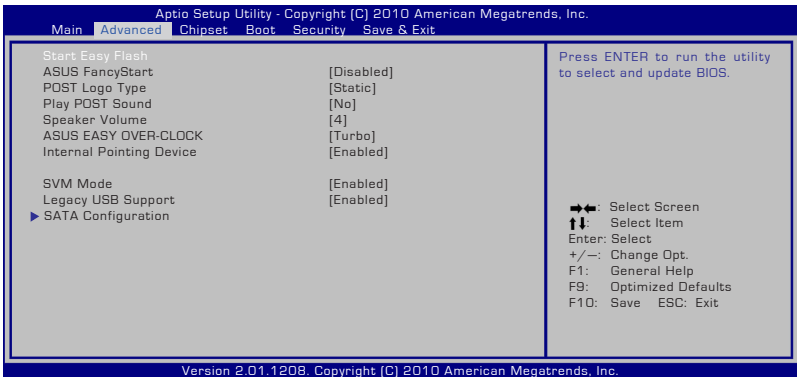 Aptio Setup Utility - Copyright (C) 2010 American Megatrends, Inc.
Main Advanced Chipset Boot Security Save & Exit
Start Easy Flash
ASUS FancyStart [Disabled]
POST Logo Type [Static]
Play POST Sound [No]
Speaker Volume [4]
ASUS EASY OVER-CLOCK [Turbo]
Internal Pointing Device [Enabled]
SVM Mode [Enabled]
Legacy USB Support [Enabled]
SATA Configuration
Press ENTER to run the utility
to select and update BIOS.
→←: Select Screen
↑↓: Select Item
Enter: Select
+/—: Change Opt.
F1: General Help
F9: Optimized Defaults
F10: Save ESC: Exit
Version 2.01.1208. Copyright (C) 2010 American Megatrends, Inc.